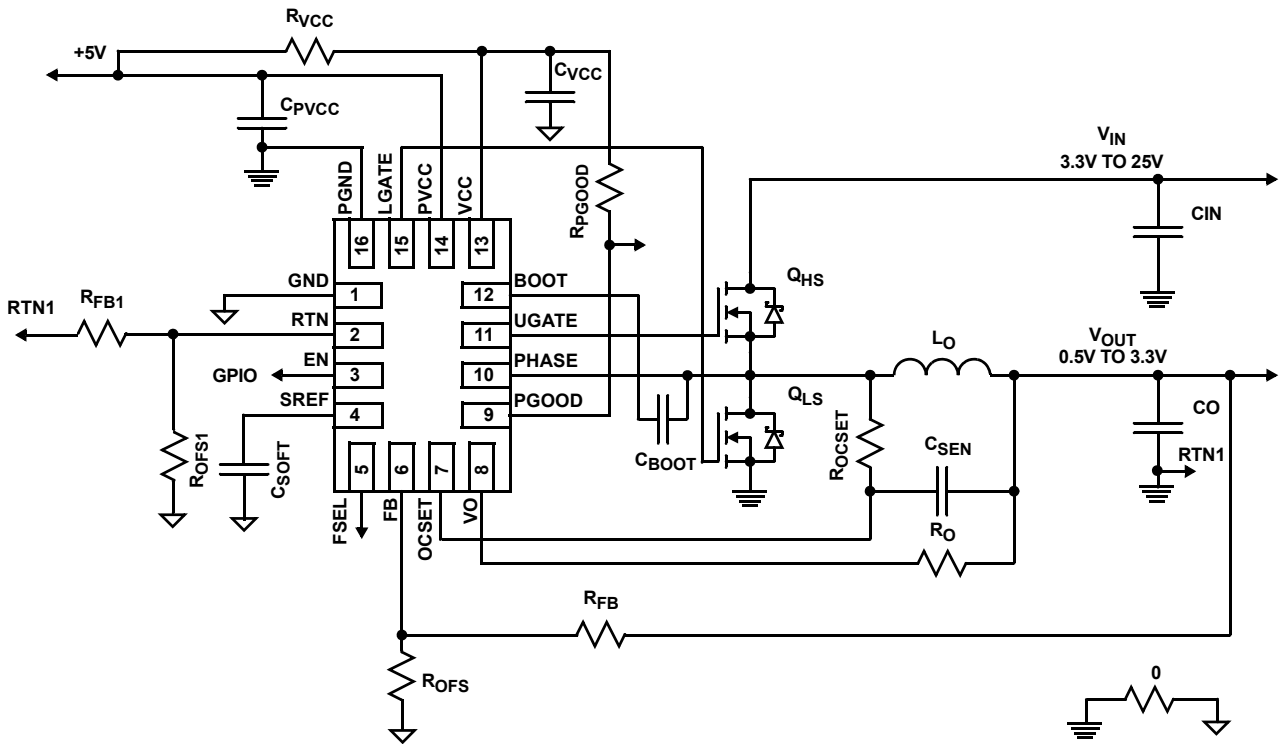 RVCC
+5V
CVCC
CPVCC
VIN
3.3V TO 25V
PGND
LGATE
PVCC
VCC
RPGOOD
CIN
16
15
14
13
GND
1
BOOT
12
QHS
RTN1
RFB1
RTN
2
UGATE
11
LO
VOUT
0.5V TO 3.3V
EN
GPIO
3
PHASE
10
SREF
4
PGOOD
9
QLS
CO
ROCSET
CSEN
RTN1
ROFS1
CSOFT
CBOOT
5
6
7
8
FSEL
FB
OCSET
VO
RO
RFB
ROFS
0